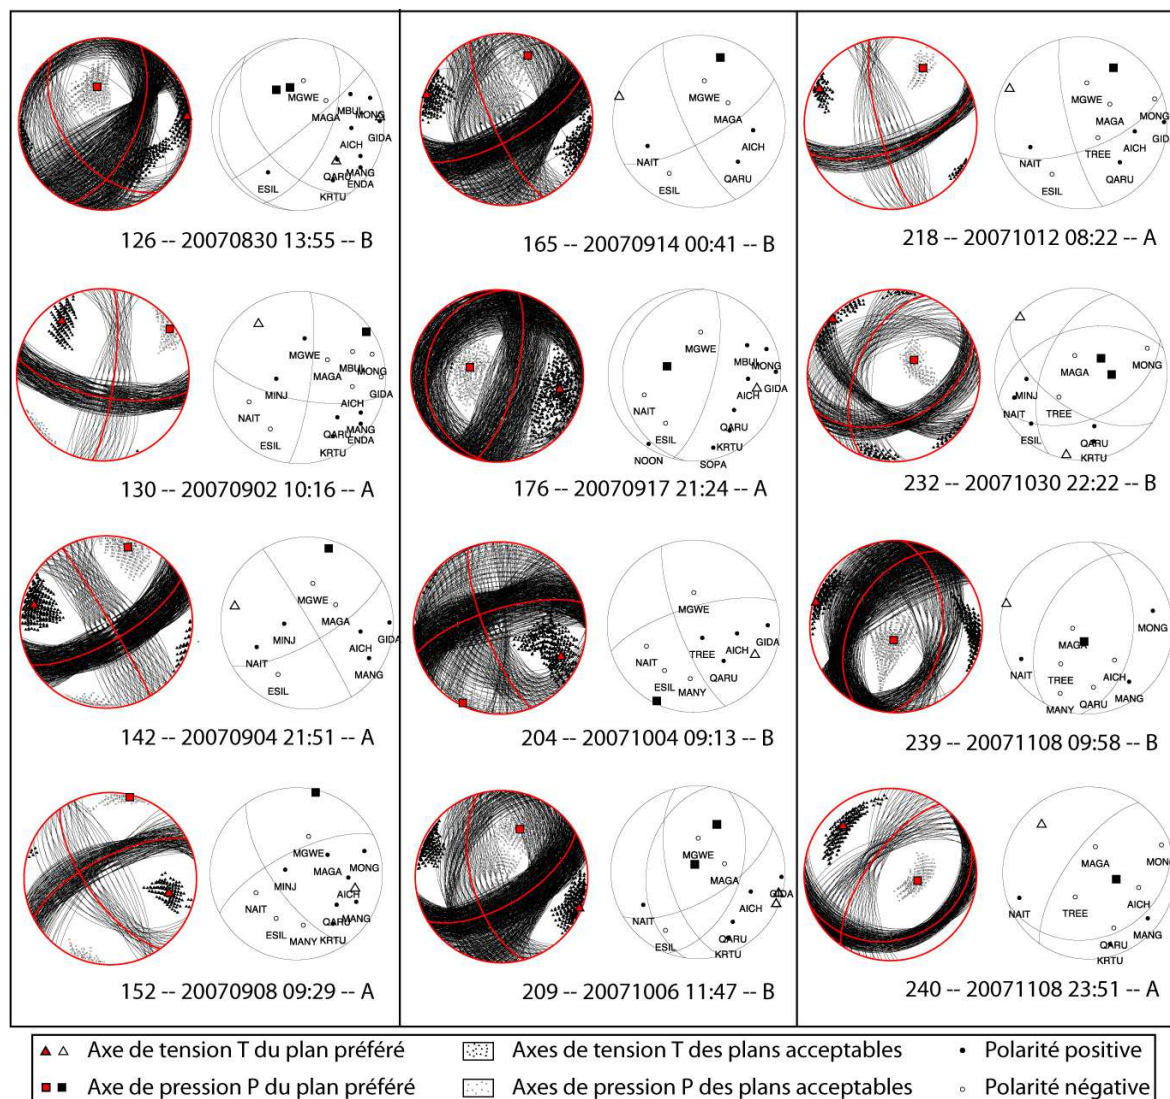 MGWE
MAGA
MBUL
MONG
GIDA
AICH
QARU
MANG
ENDA
KRTU
ESIL
126 -- 20070830 13:55 -- B
MGWE
MAGA
MBUL
MONG
GIDA
MINJ
AICH
NAIT
ESIL
QARU
MANG
ENDA
KRTU
130 -- 20070902 10:16 -- A
MINJ
MAGA
GIDA
NAIT
AICH
ESIL
MANG
142 -- 20070904 21:51 -- A
MGWE
MONG
MAGA
MINJ
AICH
NAIT
QARU
MANG
ESIL
MANY
KRTU
152 -- 20070908 09:29 -- A
MGWE
MAGA
AICH
NAIT
QARU
ESIL
165 -- 20070914 00:41 -- B
MGWE
MBUL
MONG
GIDA
AICH
NAIT
QARU
ESIL
KRTU
NOON
SOPA
176 -- 20070917 21:24 -- A
MGWE
GIDA
TREE
AICH
NAIT
QARU
ESIL
MANY
204 -- 20071004 09:13 -- B
MGWE
MAGA
GIDA
AICH
NAIT
QARU
ESIL
KRTU
209 -- 20071006 11:47 -- B
MGWE
MONG
MAGA
GIDA
AICH
TREE
NAIT
QARU
ESIL
218 -- 20071012 08:22 -- A
MAGA
MONG
MINJ
NAIT
TREE
ESIL
QARU
KRTU
232 -- 20071030 22:22 -- B
MONG
MAGA
NAIT
TREE
AICH
MANY
QARU
MANG
239 -- 20071108 09:58 -- B
MAGA
MONG
AICH
NAIT
TREE
MANG
QARU
KRTU
240 -- 20071108 23:51 -- A
Axe de tension T du plan préféré
Axes de tension T des plans acceptables
Polarité positive
Axe de pression P du plan préféré
Axes de pression P des plans acceptables
Polarité négative